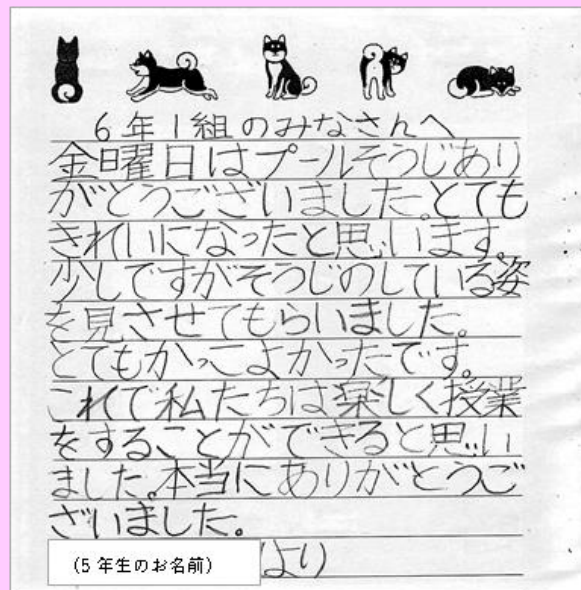 6年1組のみなさんへ
金曜日はプールそうじあり
がとうございました。とても
きれいになったと思います。
少しですがそうじのしている姿
を見させてもらいました。
とてもかっこよかったです。
これで私たちは楽しく授業
をすることができると思い
ました。本当にありがとうご
ざいました。
(5年生のお名前) より